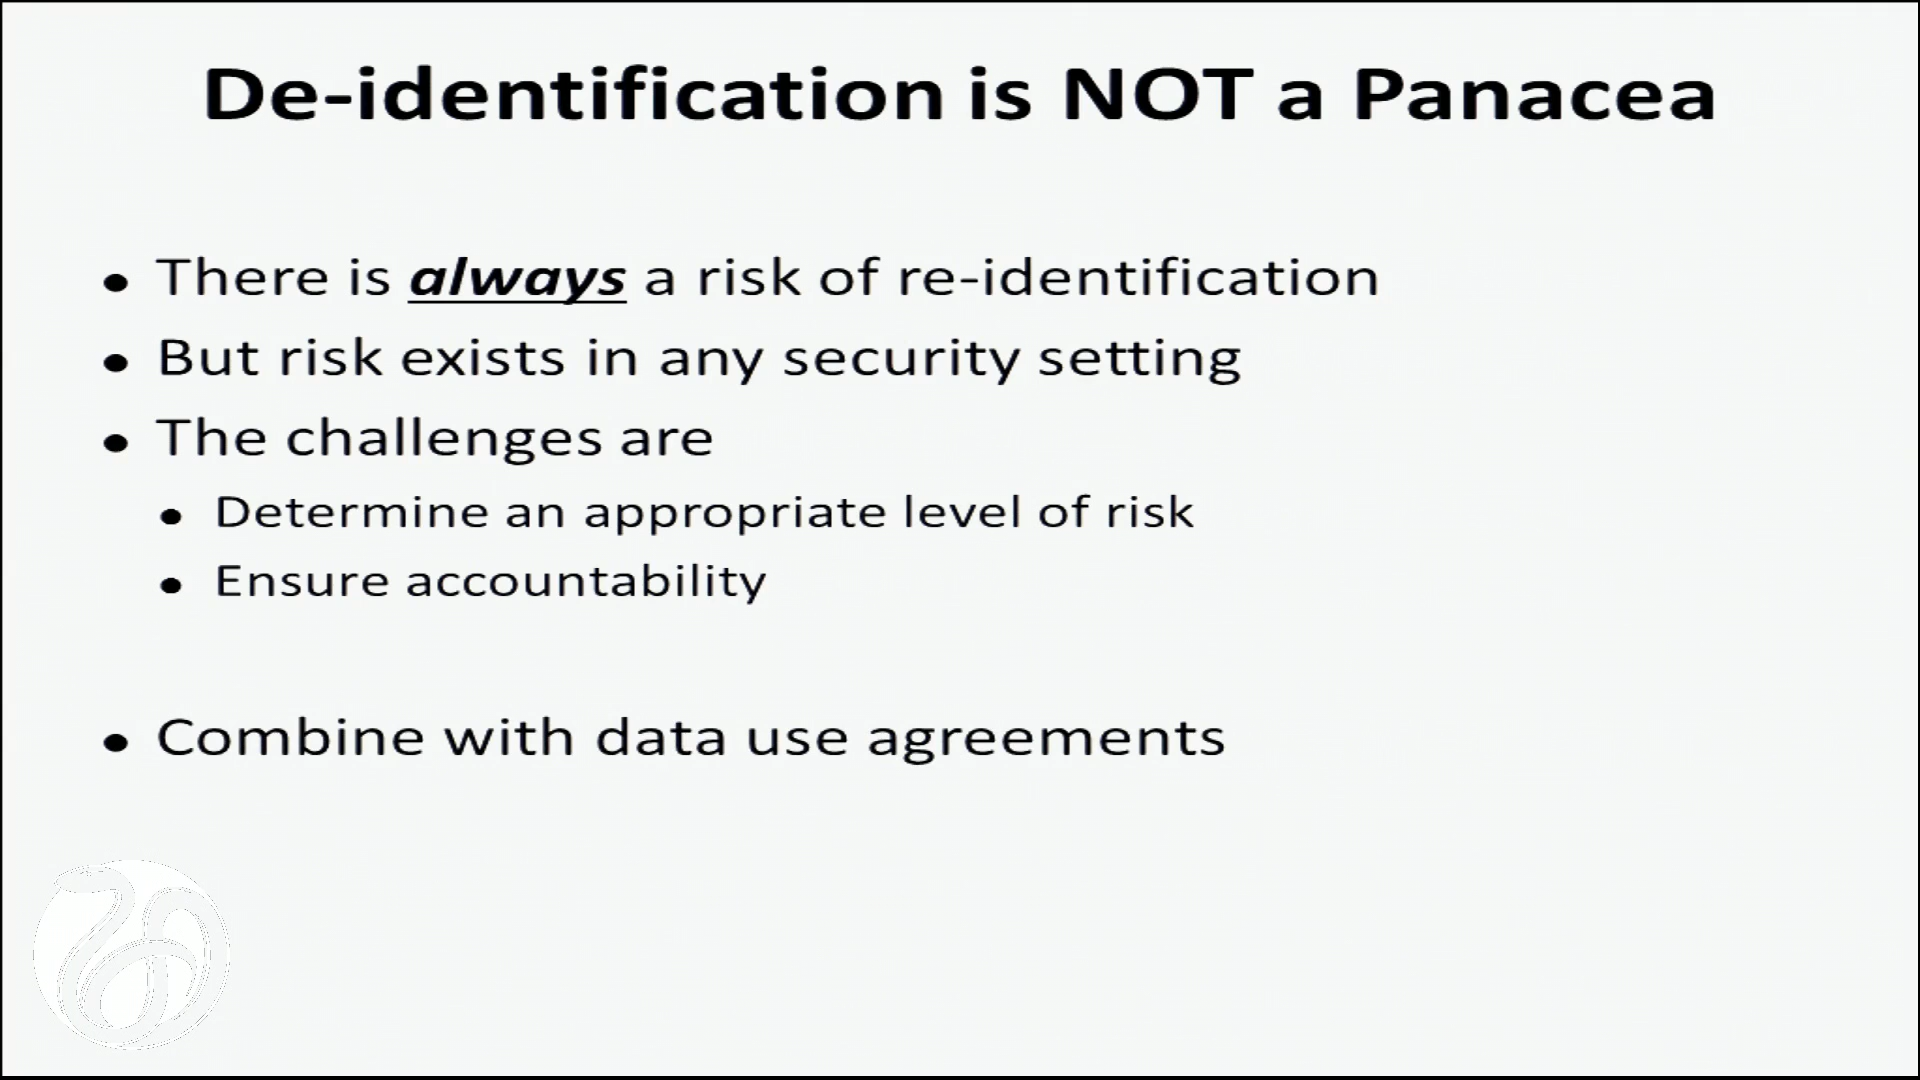 De-identification is NOT a Panacea
• There is always a risk of re-identification
• But risk exists in any security setting
• The challenges are
• Determine an appropriate level of risk
• Ensure accountability
• Combine with data use agreements